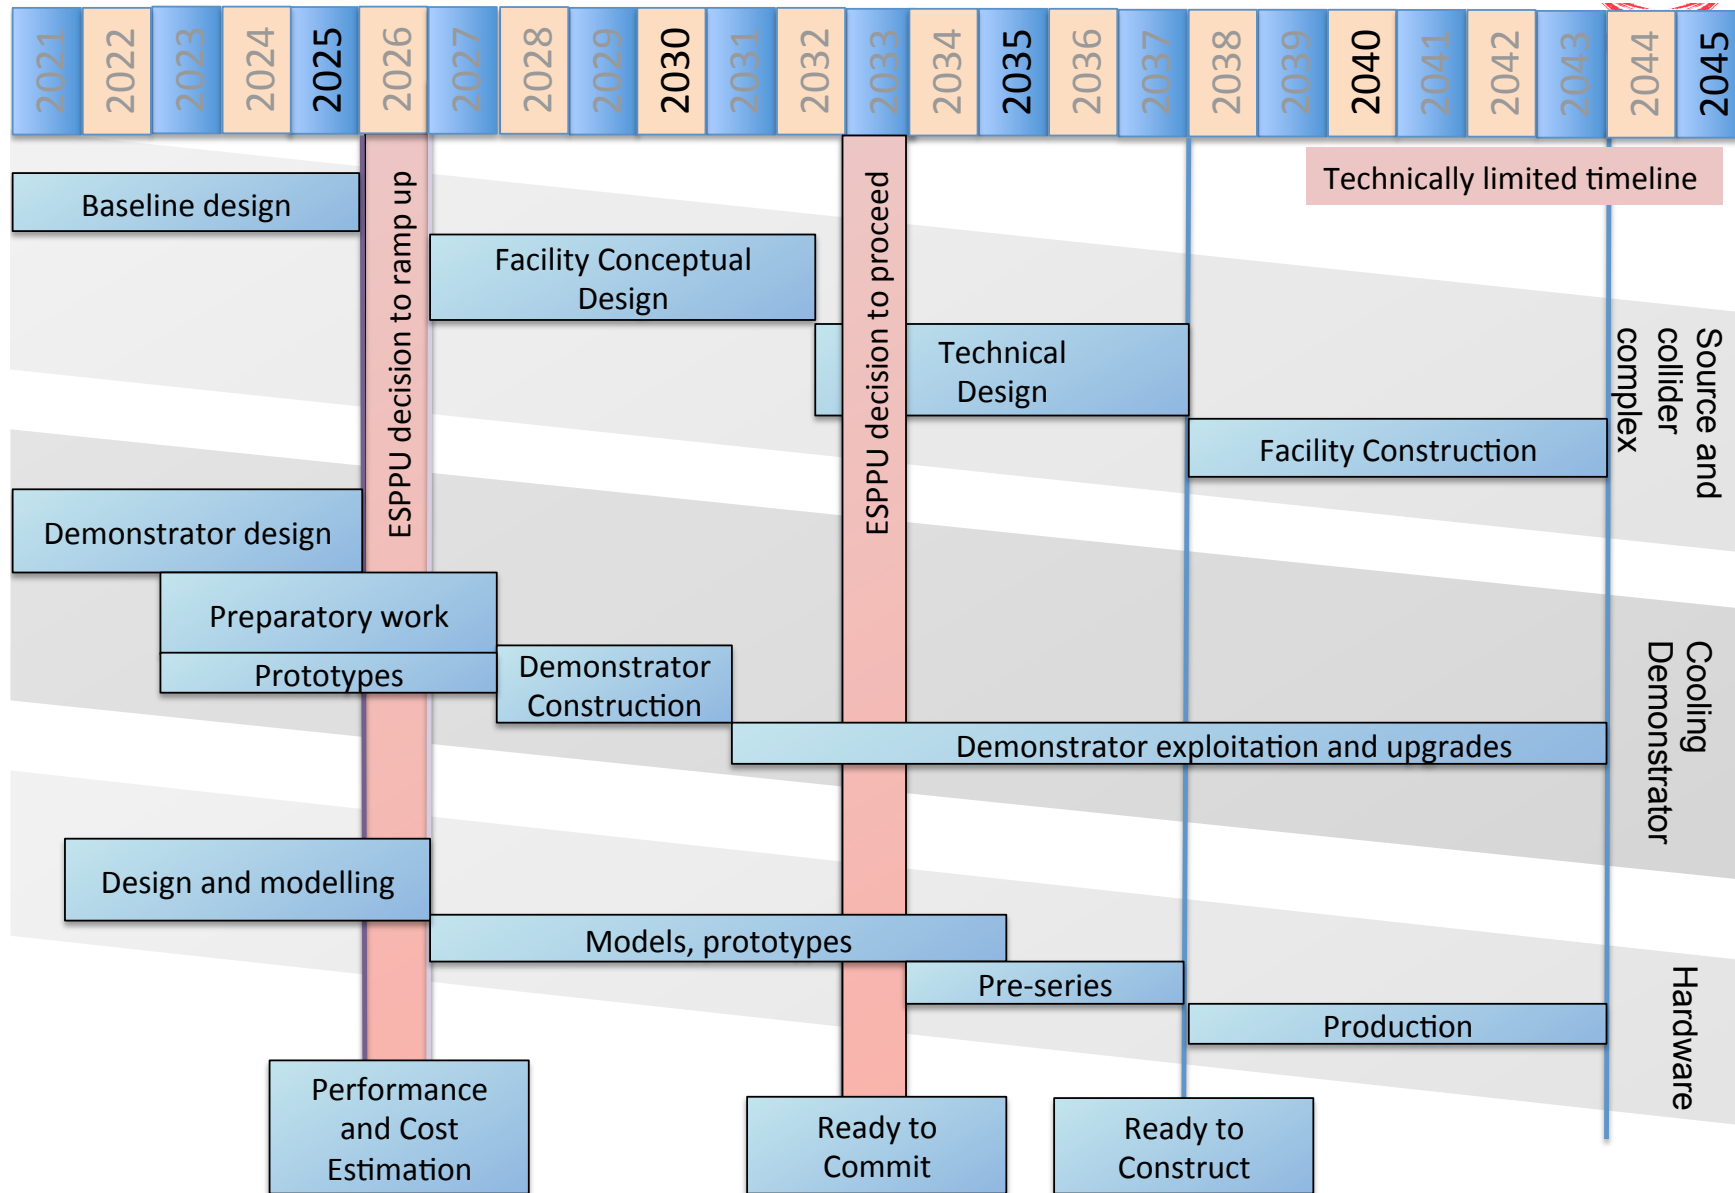 2021 2022 2023 2024 2025 2026 2027 2028 2029 2030 2031 2032 2033 2034 2035 2036 2037 2038 2039 2040 2041 2042 2043 2044 2045
Technically limited timeline
Baseline design
ESPPU decision to ramp up
Facility Conceptual
Design
ESPPU decision to proceed
Technical
Design
Facility Construction
Source and
collider
complex
Demonstrator design
Preparatory work
Prototypes
Demonstrator
Construction
Demonstrator exploitation and upgrades
Cooling
Demonstrator
Design and modelling
Models, prototypes
Pre-series
Production
Hardware
Performance
and Cost
Estimation
Ready to
Commit
Ready to
Construct